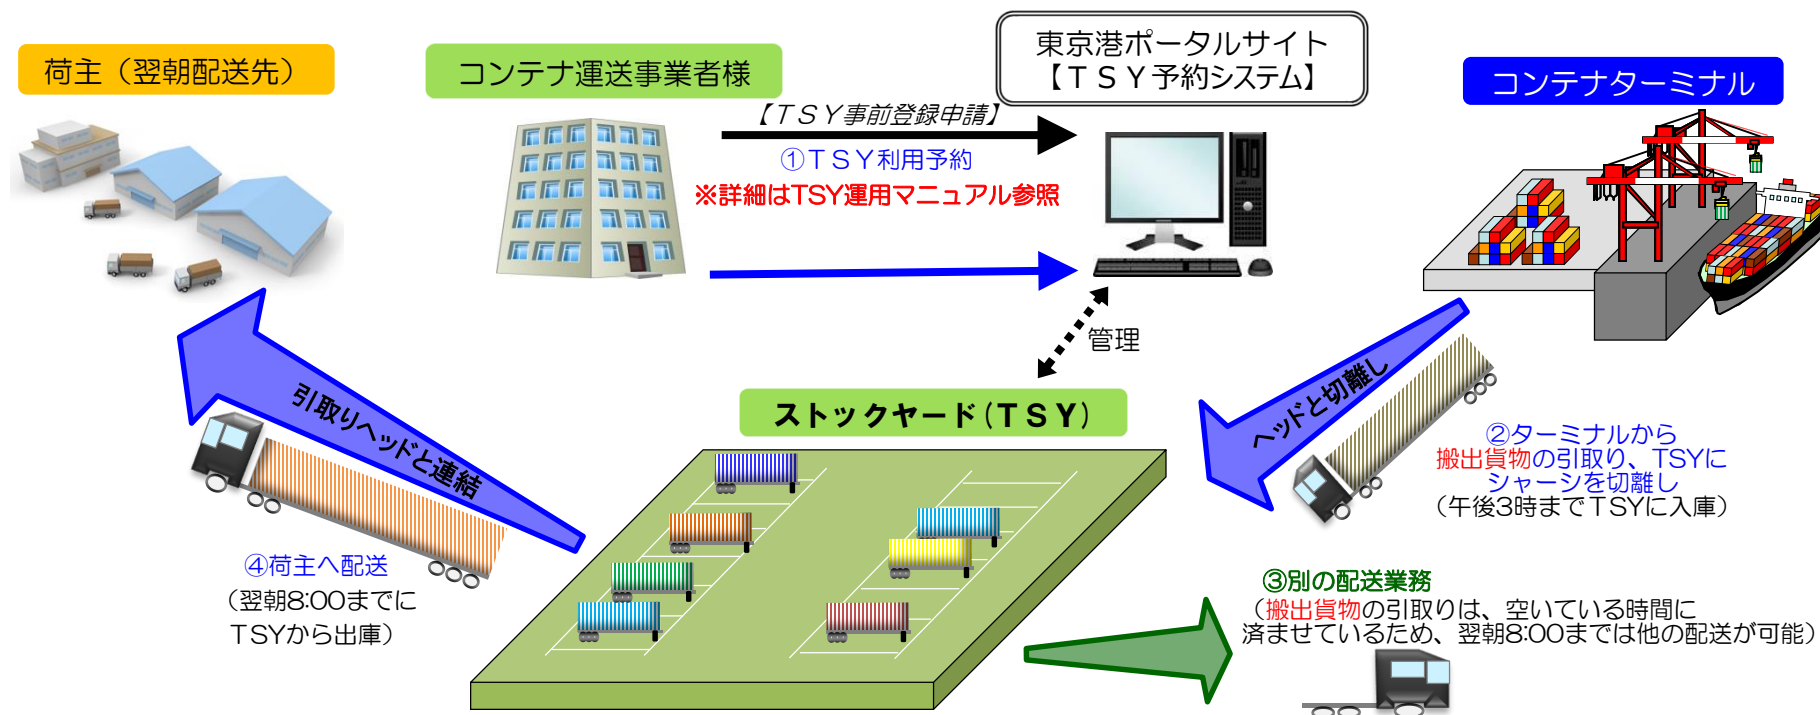 荷主（翌朝配送先）
コンテナ運送事業者様
東京港ポータルサイト
【ＴＳＹ予約システム】
コンテナターミナル
【ＴＳＹ事前登録申請】
①ＴＳＹ利用予約
※詳細はTSY運用マニュアル参照
管理
ストックヤード(ＴＳＹ)
ヘッドと切離し
②ターミナルから
搬出貨物の引取り、TSYに
シャーシを切離し
（午後3時までTSYに入庫）
③別の配送業務
（搬出貨物の引取りは、空いている時間に
済ませているため、翌朝8:00までは他の配送が可能）
引取りヘッドと連結
④荷主へ配送
（翌朝8:00までに
TSYから出庫）